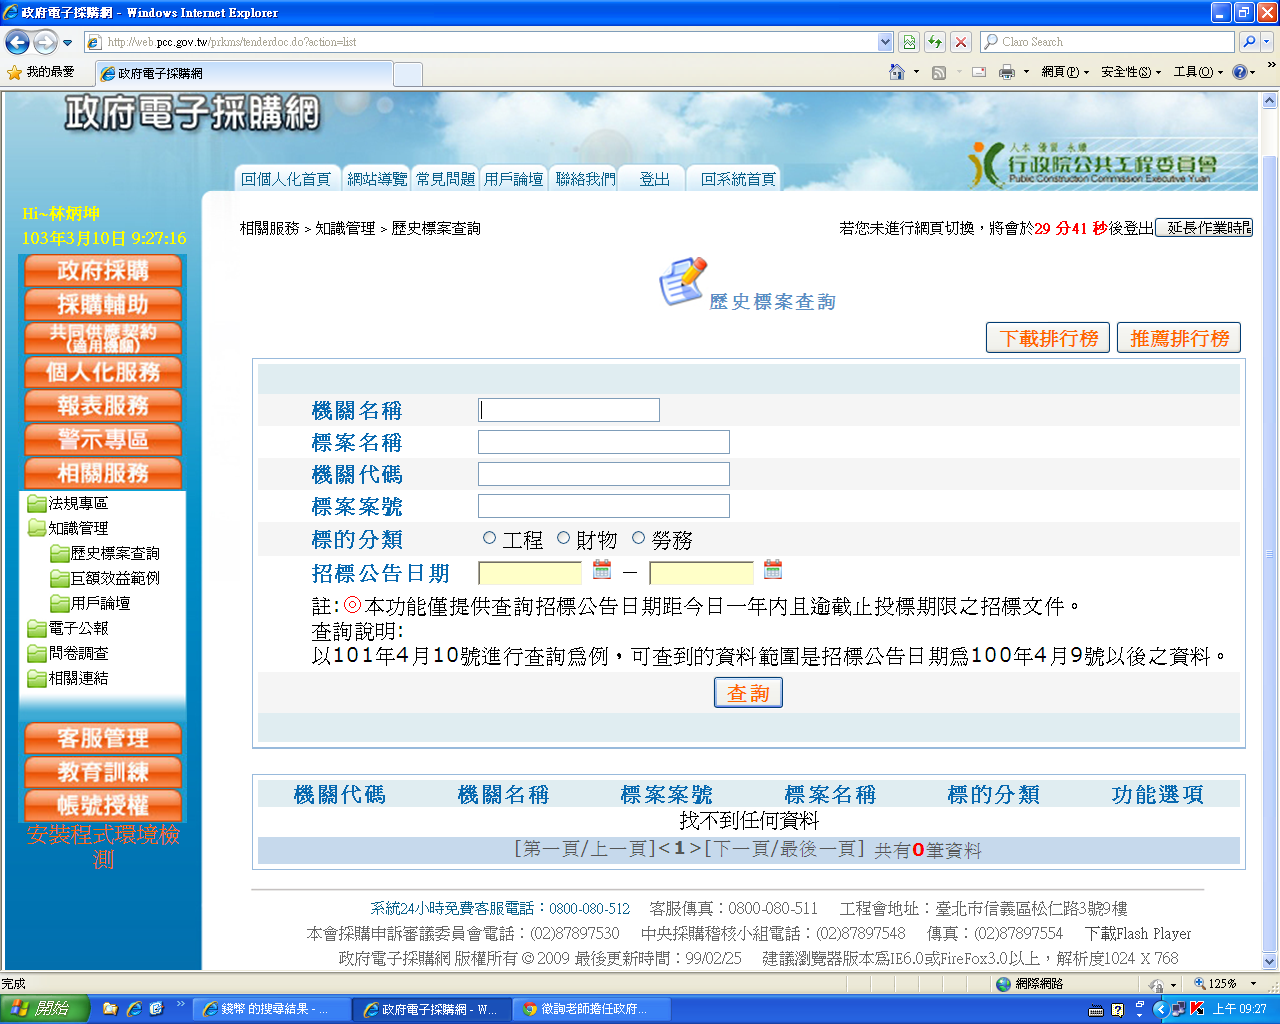 政府電子採購網 - Windows Internet Explorer
http://web.pcc.gov.tw/prkms/tenderdoc.do?action=list
Claro Search
我的最愛
政府電子採購網
網頁(P)
安全性(S)
工具(O)
政府電子採購網
人本 優質 永續
行政院公共工程委員會
Public Construction Commission Executive Yuan
回個人化首頁 網站導覽 常見問題 用戶論壇 聯絡我們 登出 回系統首頁
Hi~林炳坤
103年3月10日 9:27:16
相關服務 > 知識管理 > 歷史標案查詢
若您未進行網頁切換，將會於29 分41 秒後登出 延長作業時間
政府採購
採購輔助
共同供應契約
(適用機關)
個人化服務
報表服務
警示專區
相關服務
法規專區
知識管理
歷史標案查詢
巨額效益範例
用戶論壇
電子公報
問卷調查
相關連結
客服管理
教育訓練
帳號授權
安裝程式環境檢
測
歷史標案查詢
下載排行榜 推薦排行榜
機關名稱
標案名稱
機關代碼
標案案號
標的分類 工程 財物 勞務
招標公告日期 －
註:◎本功能僅提供查詢招標公告日期距今日一年內且逾截止投標期限之招標文件。
查詢說明:
以101年4月10號進行查詢為例，可查到的資料範圍是招標公告日期為100年4月9號以後之資料。
查詢
機關代碼 機關名稱 標案案號 標案名稱 標的分類 功能選項
找不到任何資料
[第一頁/上一頁]<1>[下一頁/最後一頁] 共有0筆資料
系統24小時免費客服電話：0800-080-512 客服傳真：0800-080-511 工程會地址：臺北市信義區松仁路3號9樓
本會採購申訴審議委員會電話：(02)87897530 中央採購稽核小組電話：(02)87897548 傳真：(02)87897554 下載Flash Player
政府電子採購網 版權所有 © 2009 最後更新時間：99/02/25 建議瀏覽器版本為IE6.0或FireFox3.0以上，解析度1024 X 768
完成
網際網路
125%
開始
錢幣 的搜尋結果 - ...
政府電子採購網 - W...
徵詢老師擔任政府...
上午 09:27